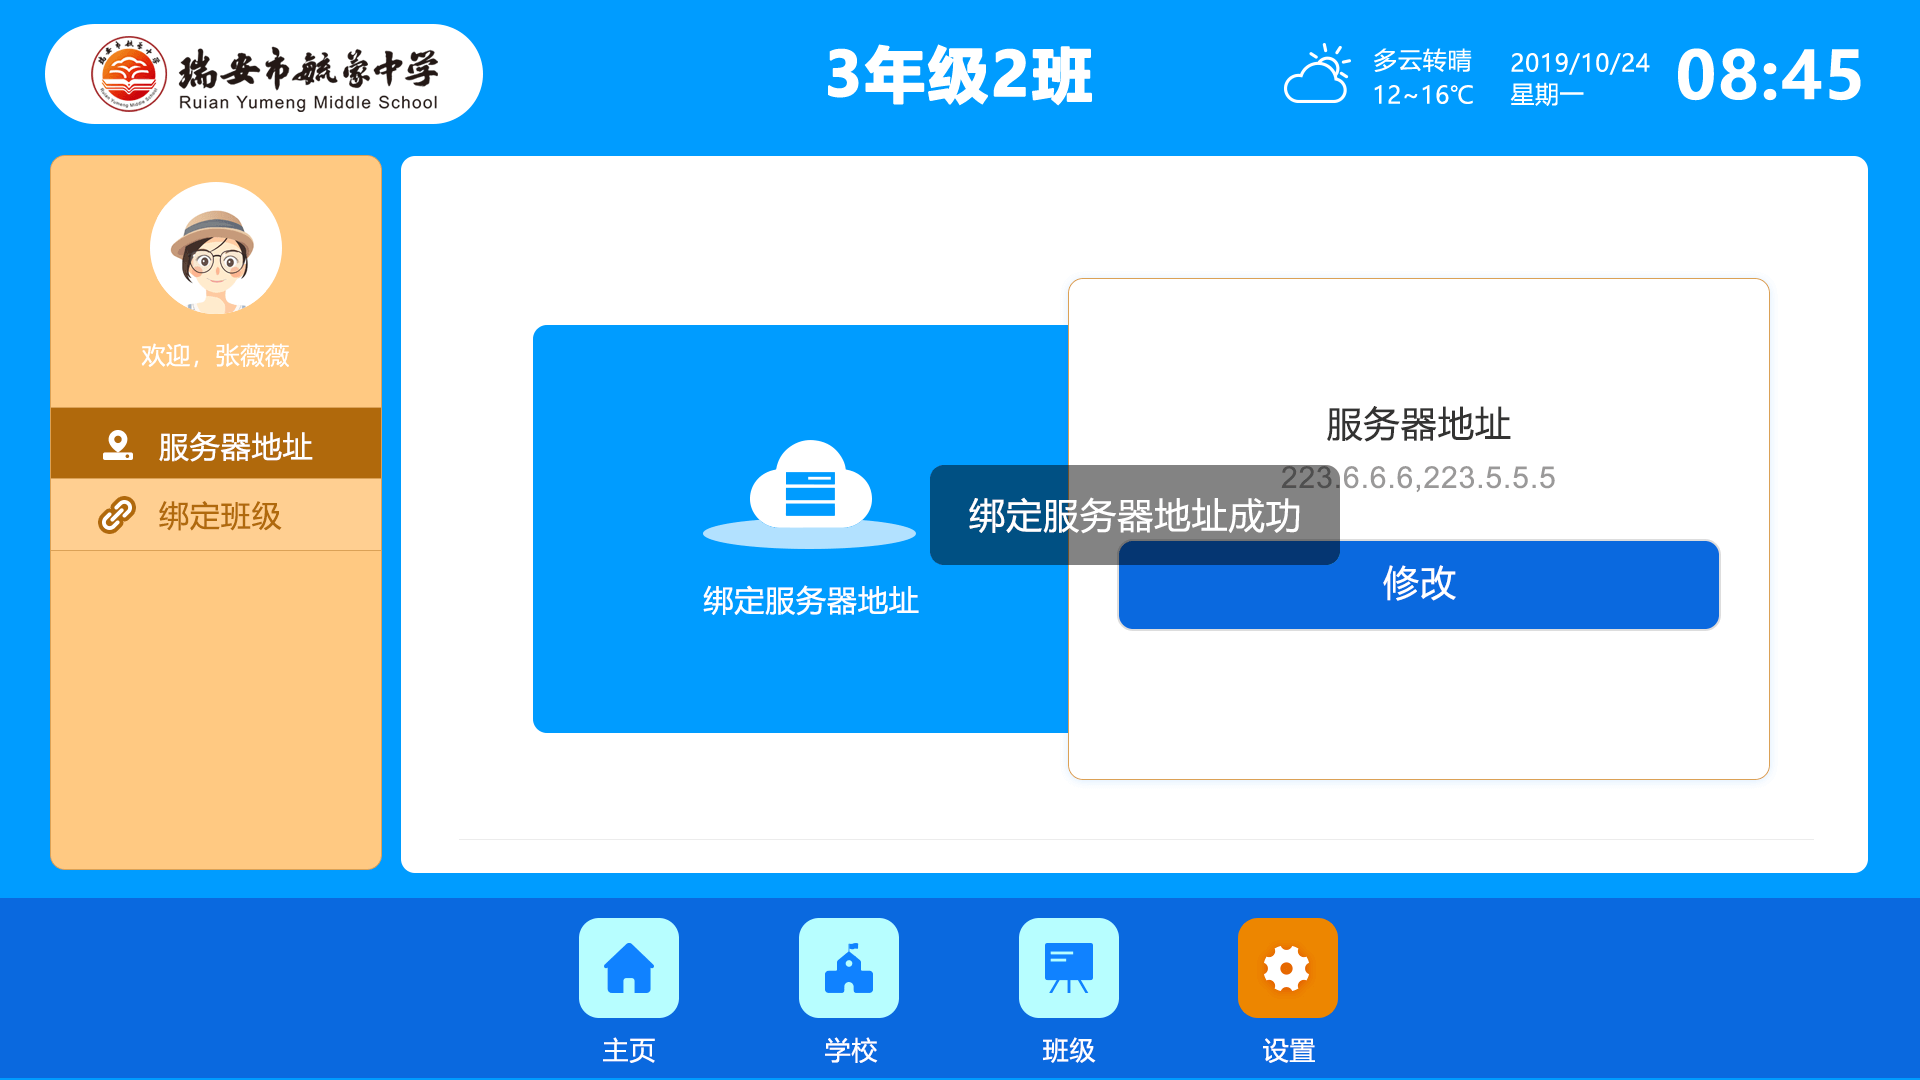 瑞安市毓蒙中学
Ruian Yumeng Middle School
3年级2班
多云转晴
12~16℃
2019/10/24
星期一
08:45
欢迎，张薇薇
服务器地址
绑定班级
绑定服务器地址
服务器地址
223.6.6.6,223.5.5.5
绑定服务器地址成功
修改
主页
学校
班级
设置